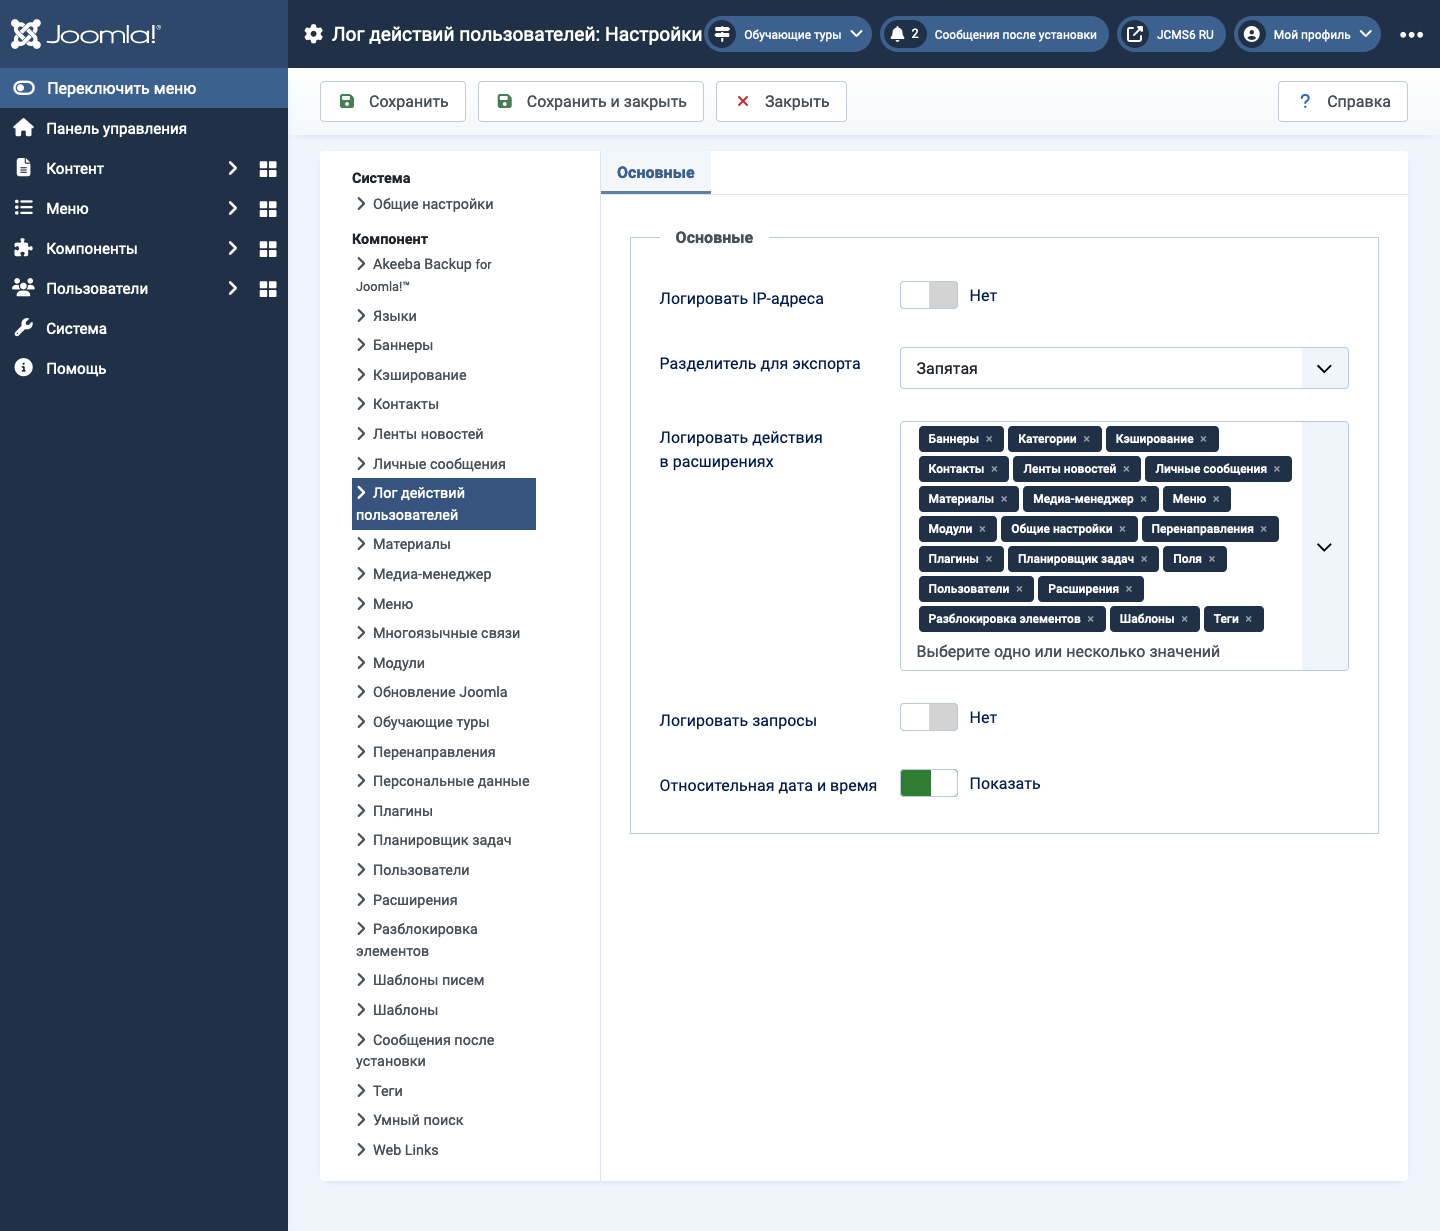 Joomla!®
Лог действий пользователей: Настройки
Обучающие туры
2 Сообщения после установки
JCMS6 RU
Мой профиль
Переключить меню
Панель управления
Контент
Меню
Компоненты
Пользователи
Система
Помощь
Сохранить
Сохранить и закрыть
Закрыть
? Справка
Система
Общие настройки
Компонент
Akeeba Backup for
Joomla!™
Языки
Баннеры
Кэширование
Контакты
Ленты новостей
Личные сообщения
Лог действий
пользователей
Материалы
Медиа-менеджер
Меню
Многоязычные связи
Модули
Обновление Joomla
Обучающие туры
Перенаправления
Персональные данные
Плагины
Планировщик задач
Пользователи
Расширения
Разблокировка
элементов
Шаблоны писем
Шаблоны
Сообщения после
установки
Теги
Умный поиск
Web Links
Основные
Основные
Логировать IP-адреса
Нет
Разделитель для экспорта
Запятая
Логировать действия
в расширениях
Баннеры × Категории × Кэширование ×
Контакты × Ленты новостей × Личные сообщения ×
Материалы × Медиа-менеджер × Меню ×
Модули × Общие настройки × Перенаправления ×
Плагины × Планировщик задач × Поля ×
Пользователи × Расширения ×
Разблокировка элементов × Шаблоны × Теги ×
Выберите одно или несколько значений
Логировать запросы
Нет
Относительная дата и время
Показать